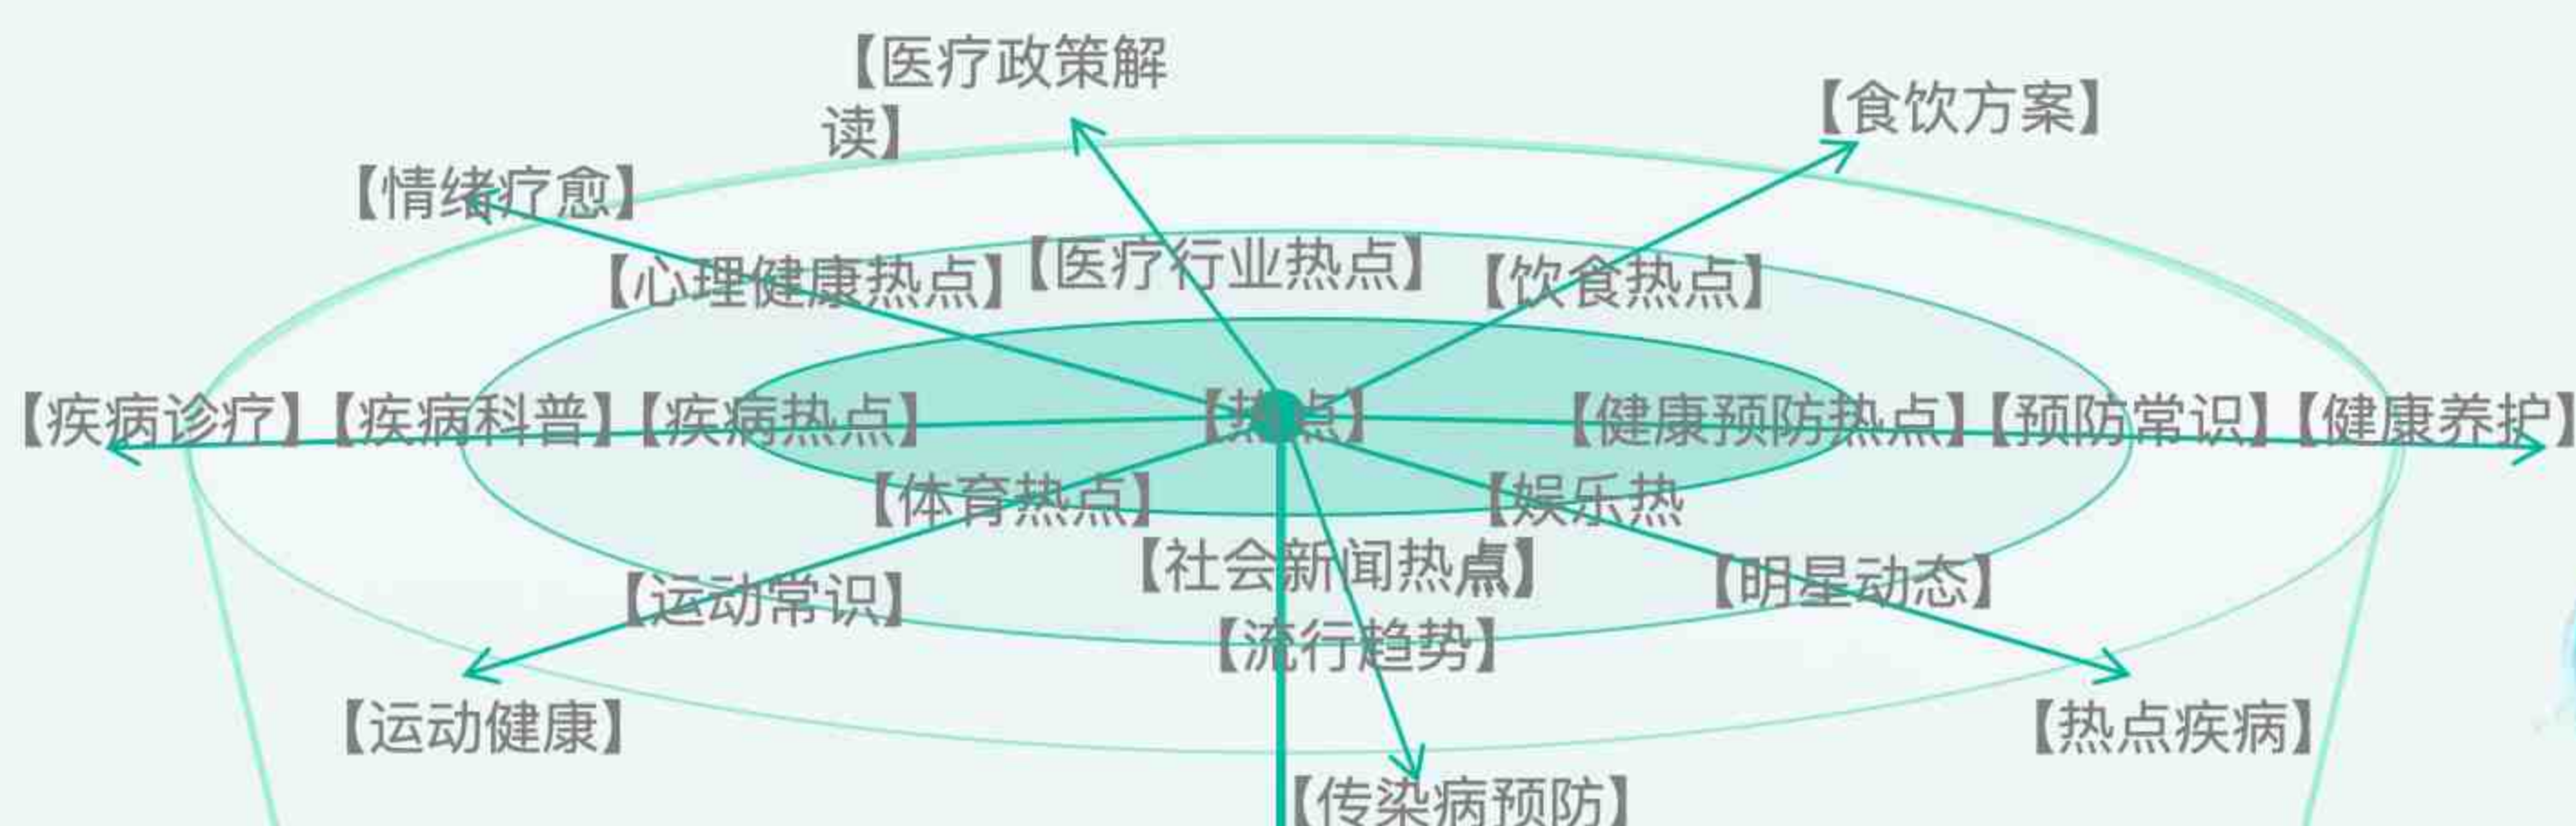 【医疗政策解
读】
【食饮方案】
【情绪疗愈】
【心理健康热点】
【医疗行业热点】
【饮食热点】
【疾病诊疗】【疾病科普】【疾病热点】
【热点】
【健康预防热点】【预防常识】【健康养护】
【体育热点】
【娱乐热
【社会新闻热点】
【明星动态】
【运动常识】
【流行趋势】
【运动健康】
【热点疾病】
【传染病预防】